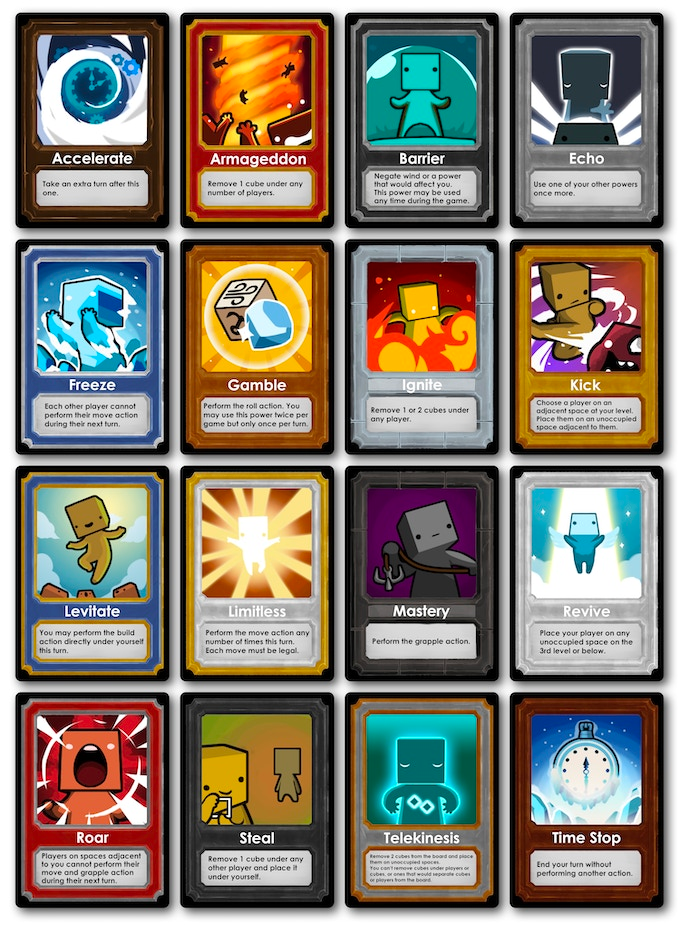 Accelerate
Take an extra turn after this
one.
Armageddon
Remove 1 cube under any
number of players.
Barrier
Negate wind or a power
that would affect you.
This power may be used
any time during the game.
Echo
Use one of your other powers
once more.
Freeze
Each other player cannot
perform their move action
during their next turn.
Gamble
Perform the roll action. You
may use this power twice per
game but only once per turn.
Ignite
Remove 1 or 2 cubes under
any player.
Kick
Choose a player on an
adjacent space at your level.
Place them on an unoccupied
space adjacent to them.
Levitate
You may perform the build
action directly under yourself
this turn.
Limitless
Perform the move action any
number of times this turn.
Each move must be legal.
Mastery
Perform the grapple action.
Revive
Place your player on any
unoccupied space on the
3rd level or below.
Roar
Players on spaces adjacent
to you cannot perform their
move and grapple action
during their next turn.
Steal
Remove 1 cube under any
other player and place it
under yourself.
Telekinesis
Remove 2 cubes from the board and place
them on unoccupied spaces.
You can't remove cubes under players or
cubes, or ones that would separate cubes
or players from the board.
Time Stop
End your turn without
performing another action.